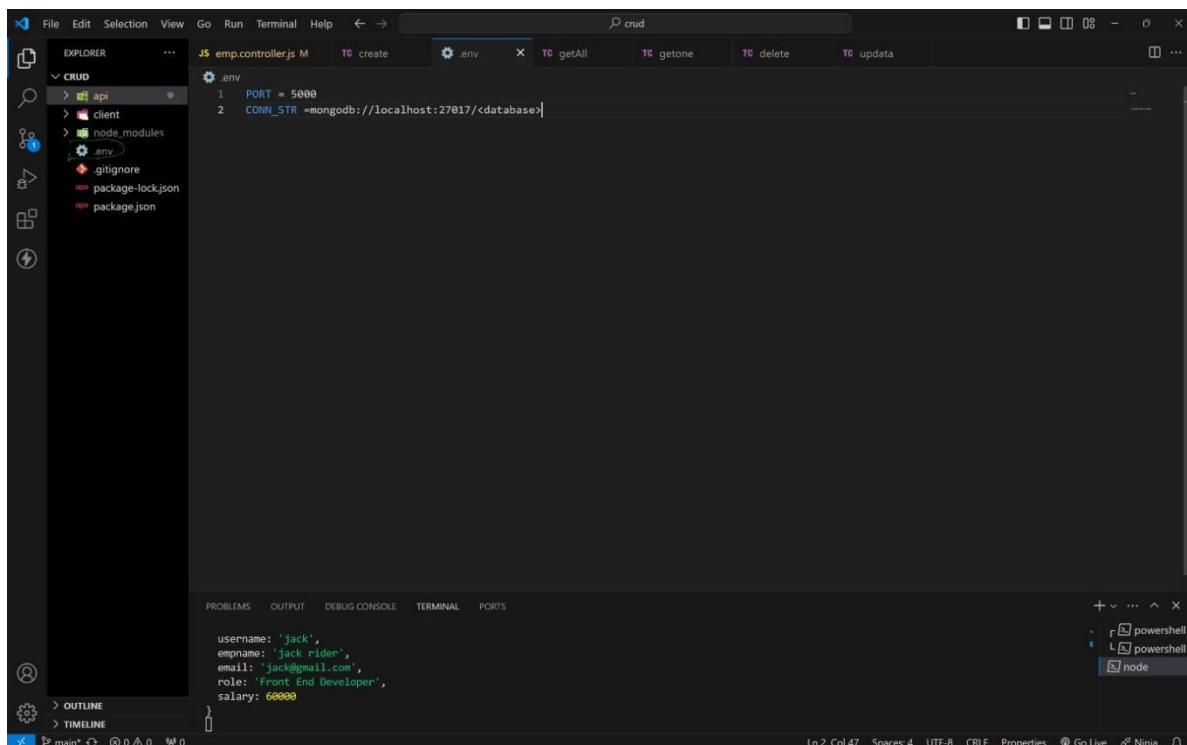 File Edit Selection View Go Run Terminal Help crud
EXPLORER
JS emp.controller.js M TC create .env TC getAll TC getone TC delete TC updata
CRUD
api
client
node_modules
.env
.gitignore
package-lock.json
package.json
.env
1 PORT = 5000
2 CONN_STR =mongodb://localhost:27017/<database>
PROBLEMS OUTPUT DEBUG CONSOLE TERMINAL PORTS
username: 'jack',
empname: 'jack rider',
email: 'jack@gmail.com',
role: 'Front End Developer',
salary: 60000
}
powershell
powershell
node
OUTLINE
TIMELINE
main* 0 0 0 Ln 2, Col 47 Spaces: 4 UTF-8 CRLF Properties Go Live Ninja